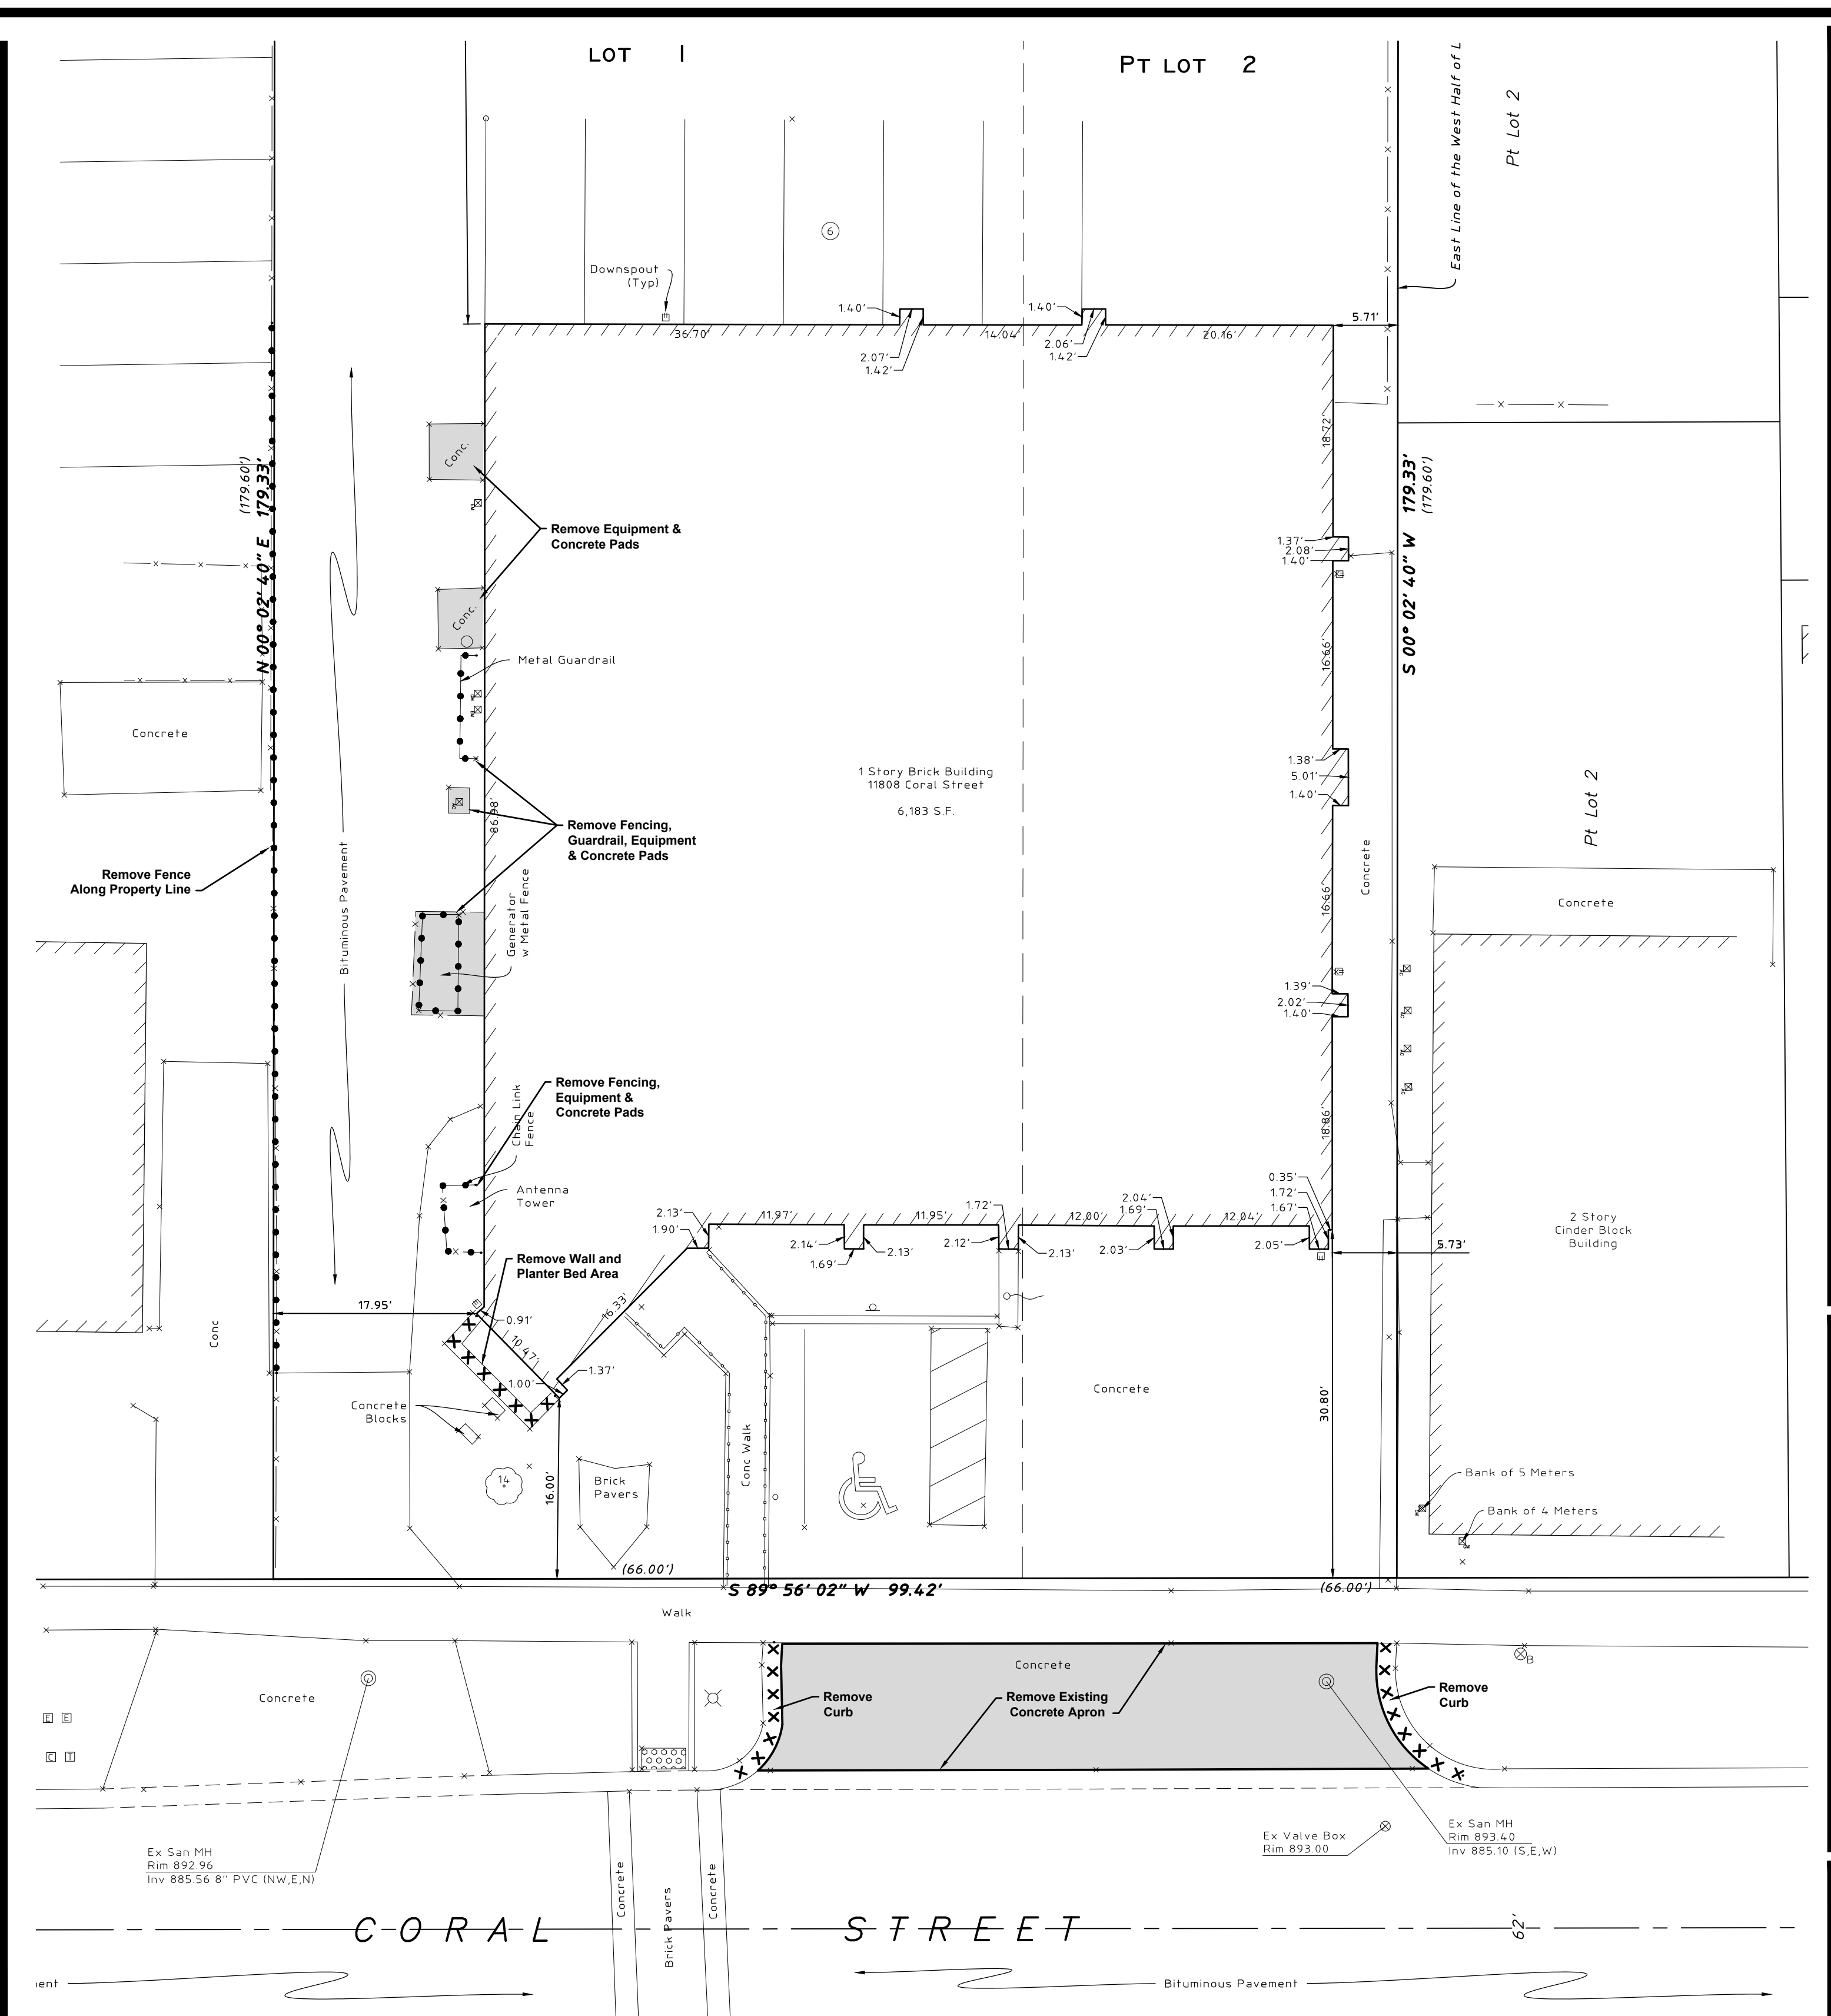 LOT 1
PT LOT 2
East Line of the West Half of L
Pt Lot 2
6
Downspout
(Typ)
1.40'
1.40'
5.71'
36.70'
14.04'
20.16'
2.07'
1.42'
2.06'
1.42'
18.72'
Conc.
N 00° 02' 40" E 179.33'
(179.60')
S 00° 02' 40" W 179.33'
(179.60')
Remove Equipment &
Concrete Pads
1.37'
2.08'
1.40'
Conc.
Metal Guardrail
16.66'
Concrete
1 Story Brick Building
11808 Coral Street
6,183 S.F.
1.38'
5.01'
1.40'
Pt Lot 2
86.98'
Remove Fencing,
Guardrail, Equipment
& Concrete Pads
Remove Fence
Along Property Line
Bituminous Pavement
Generator
w Metal Fence
16.66'
Concrete
Concrete
1.39'
2.02'
1.40'
Remove Fencing,
Equipment &
Concrete Pads
Chain Link
Fence
18.86'
Antenna
Tower
2.13'
1.90'
11.97'
2.14'
1.69'
2.13'
11.95'
1.72'
2.12'
2.13'
12.00'
2.04'
1.69'
2.03'
12.04'
0.35'
1.72'
1.67'
2.05'
5.73'
2 Story
Cinder Block
Building
Remove Wall and
Planter Bed Area
17.95'
0.91'
10.47'
16.33'
1.37'
1.00'
Conc
Concrete
Blocks
Concrete
30.80'
Conc Walk
14
16.00'
Brick
Pavers
Bank of 5 Meters
Bank of 4 Meters
(66.00')
S 89° 56' 02" W 99.42'
(66.00')
Walk
Concrete
Concrete
B
Remove
Curb
Remove Existing
Concrete Apron
Remove
Curb
E E
C T
Ex San MH
Rim 892.96
Inv 885.56 8" PVC (NW,E,N)
Ex Valve Box
Rim 893.00
Ex San MH
Rim 893.40
Inv 885.10 (S,E,W)
Concrete
Brick Pavers
Concrete
CORAL STREET
62'
ent
Bituminous Pavement